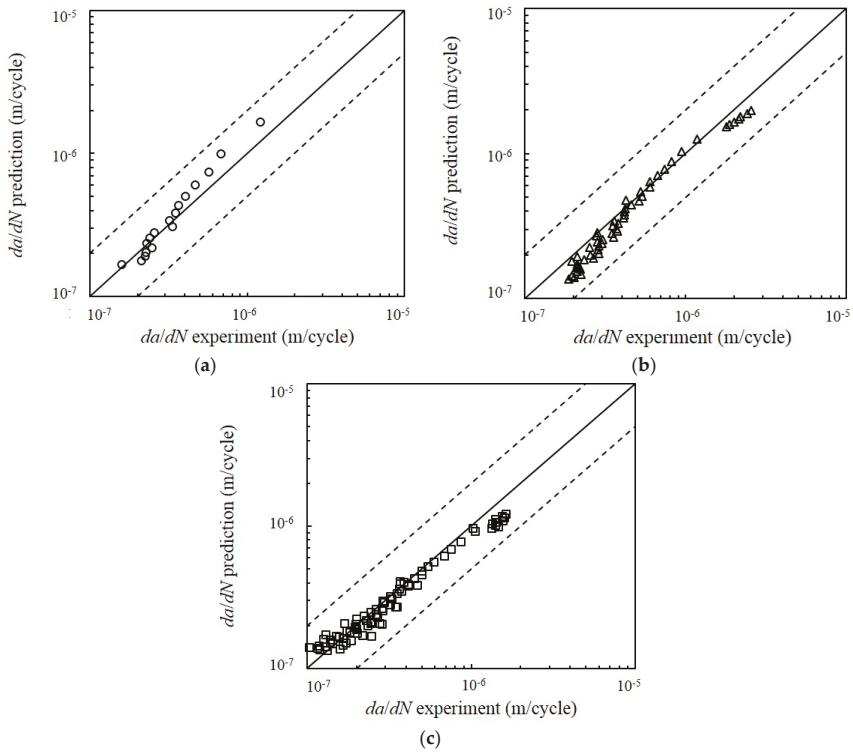 10⁻⁵
da/dN prediction (m/cycle)
10⁻⁶
10⁻⁷
10⁻⁷
10⁻⁶
10⁻⁵
da/dN experiment (m/cycle)
(a)
10⁻⁵
da/dN prediction (m/cycle)
10⁻⁶
10⁻⁷
10⁻⁷
10⁻⁶
10⁻⁵
da/dN experiment (m/cycle)
(b)
10⁻⁵
da/dN prediction (m/cycle)
10⁻⁶
10⁻⁷
10⁻⁷
10⁻⁶
10⁻⁵
da/dN experiment (m/cycle)
(c)